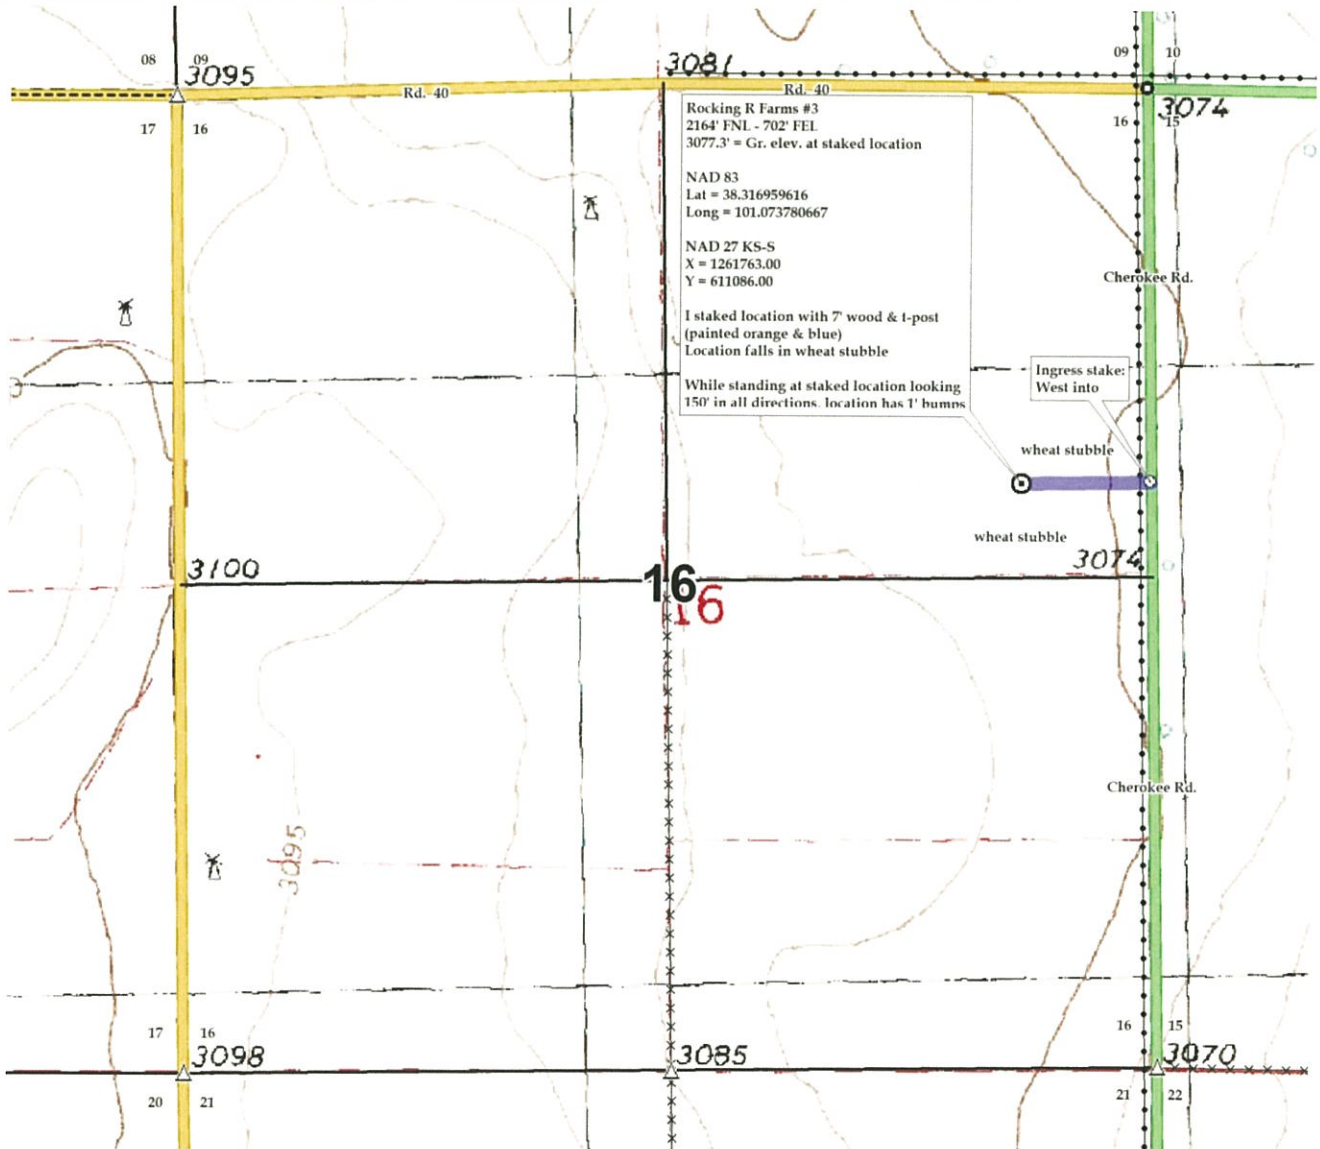 08 09
3095
3081
09 10
Rd. 40
Rd. 40
3074
17 16
16 15
Rocking R Farms #3
2164' FNL - 702' FEL
3077.3' = Gr. elev. at staked location
NAD 83
Lat = 38.316959616
Long = 101.073780667
NAD 27 KS-S
X = 1261763.00
Y = 611086.00
I staked location with 7' wood & t-post
(painted orange & blue)
Location falls in wheat stubble
While standing at staked location looking
150' in all directions. location has 1' bumps
Cherokee Rd.
Ingress stake:
West into
wheat stubble
wheat stubble
3100
3074
16
16
Cherokee Rd.
3095
17 16
16 15
3098
3085
3070
20 21
21 22